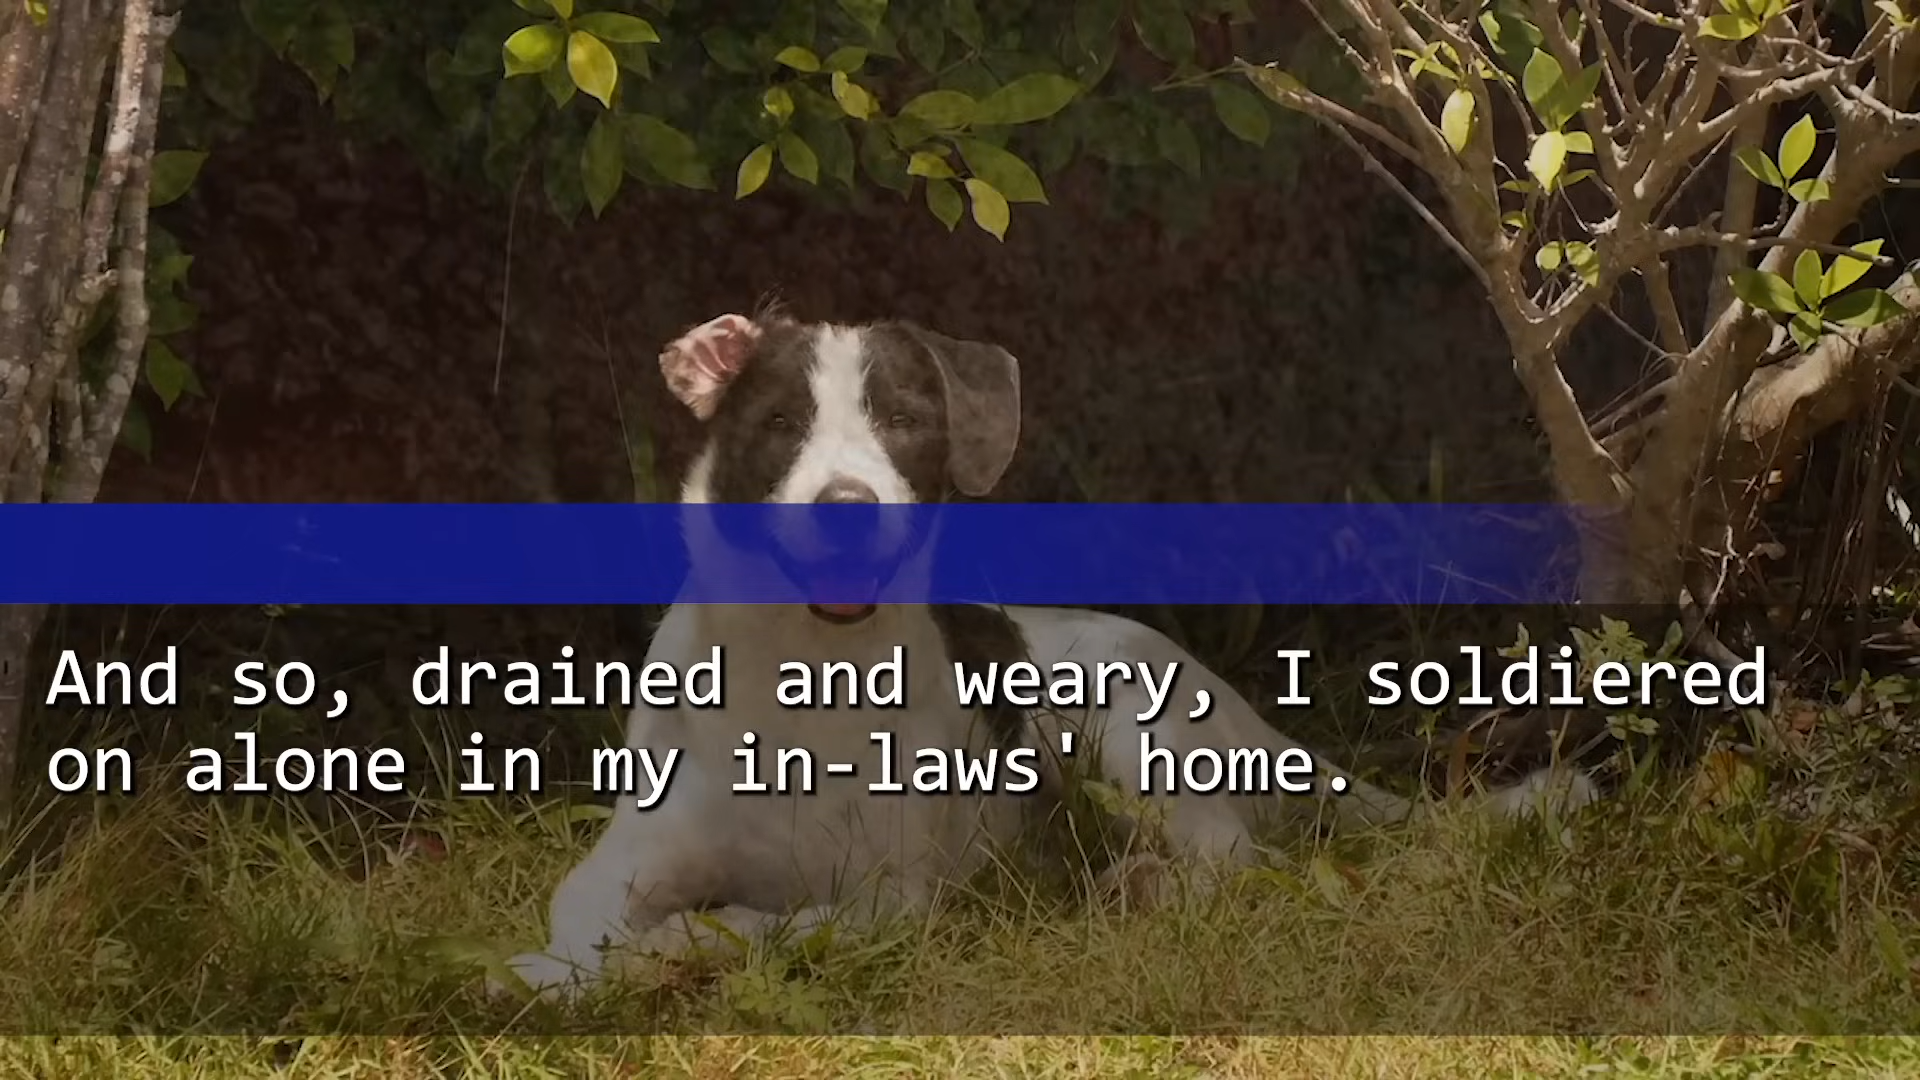 And so, drained and weary, I soldiered
on alone in my in-laws' home.